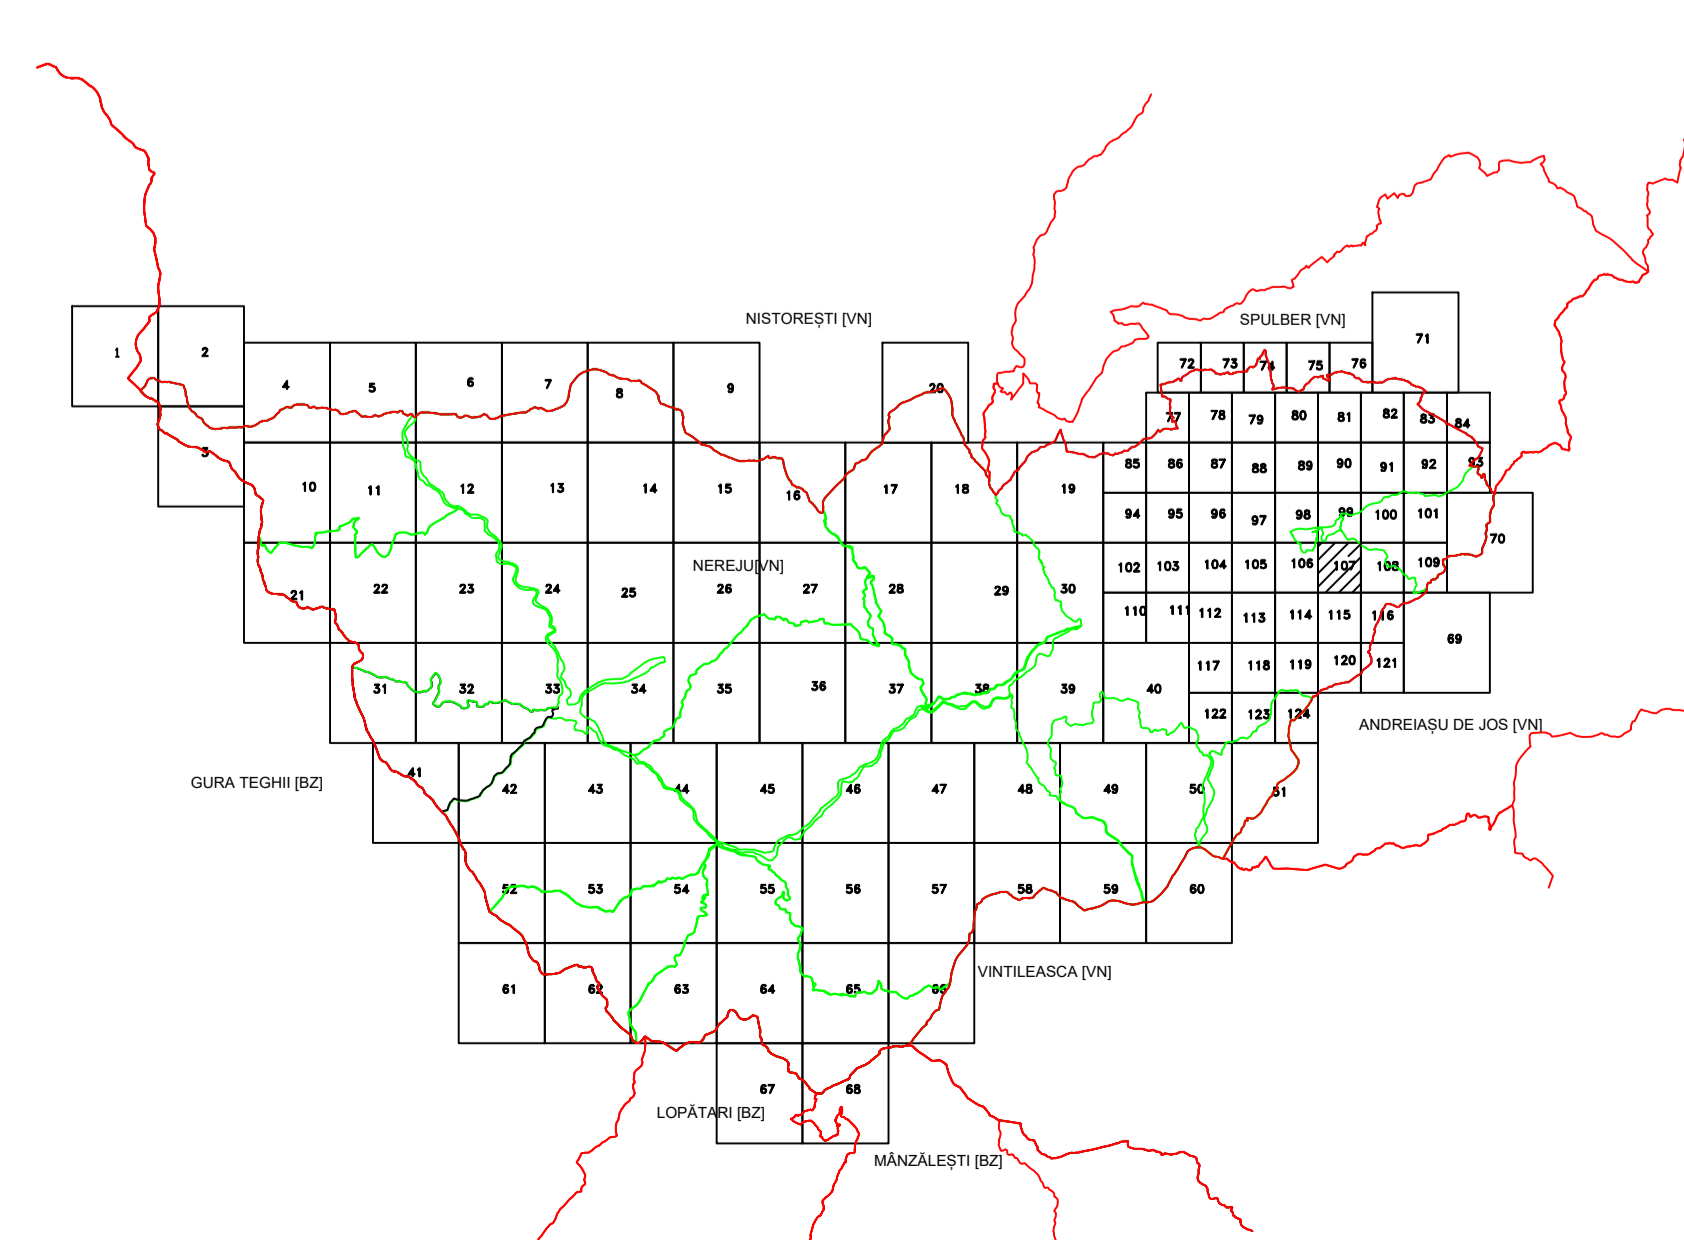 NISTOREȘTI [VN]
SPULBER [VN]
71
1 2
4 5 6 7 8 9 20
72 73 74 75 76
77 78 79 80 81 82 83 84
3
85 86 87 88 89 90 91 92 93
10 11 12 13 14 15 16 17 18 19
94 95 96 97 98 99 100 101
70
NEREJU[VN]
102 103 104 105 106 107 108 109
21 22 23 24 25 26 27 28 29 30
110 111 112 113 114 115 116
69
117 118 119 120 121
31 32 33 34 35 36 37 38 39 40
122 123 124
ANDREIAȘU DE JOS [VN]
GURA TEGHII [BZ]
41 42 43 44 45 46 47 48 49 50 51
52 53 54 55 56 57 58 59 60
VINTILEASCA [VN]
61 62 63 64 65 66
67 68
LOPĂTARI [BZ]
MÂNZĂLEȘTI [BZ]